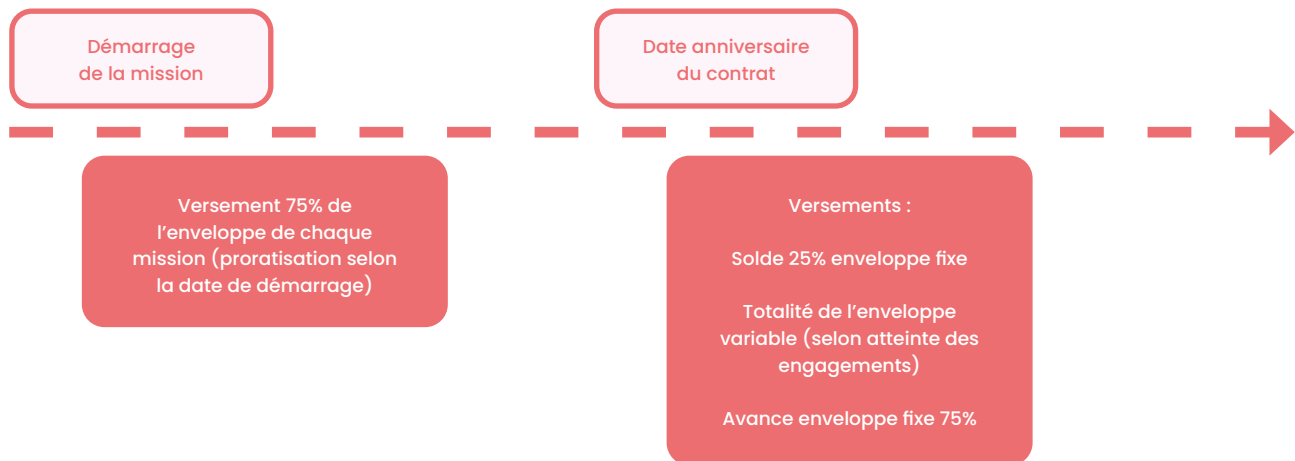 Démarrage
de la mission
Date anniversaire
du contrat
Versement 75% de
l’enveloppe de chaque
mission (proratisation selon
la date de démarrage)
Versements :
Solde 25% enveloppe fixe
Totalité de l’enveloppe
variable (selon atteinte des
engagements)
Avance enveloppe fixe 75%